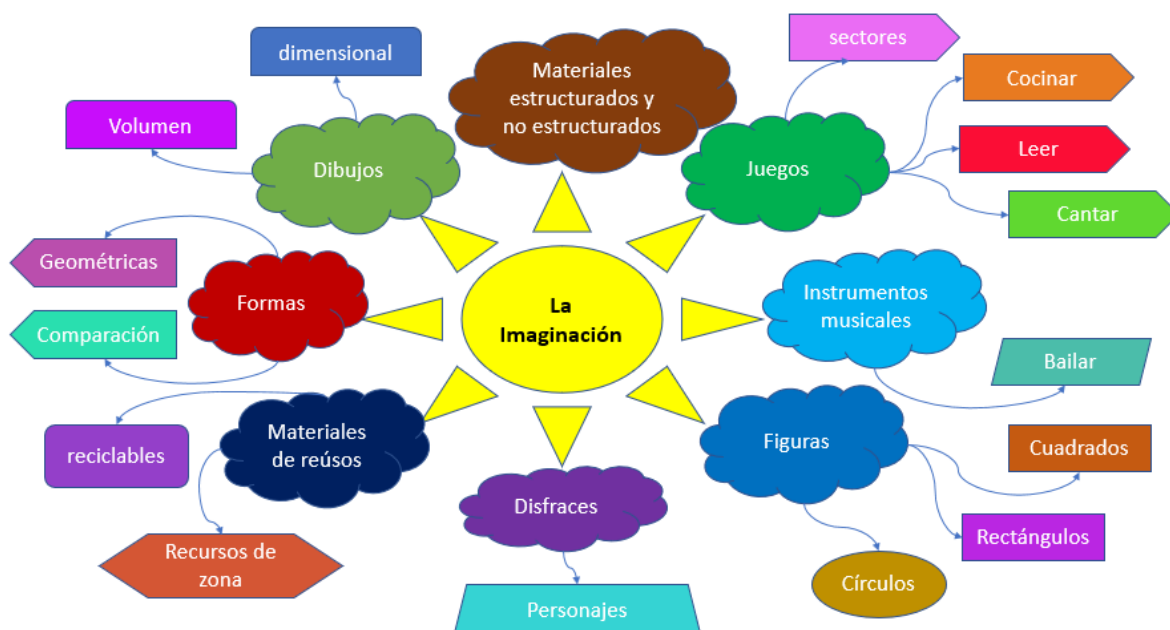 dimensional
Materiales
estructurados y
no estructurados
sectores
Cocinar
Volumen
Dibujos
Juegos
Leer
Cantar
Geométricas
Formas
La
Imaginación
Instrumentos
musicales
Comparación
Bailar
Materiales
de reúsos
reciclables
Figuras
Cuadrados
Disfraces
Recursos de
zona
Rectángulos
Círculos
Personajes